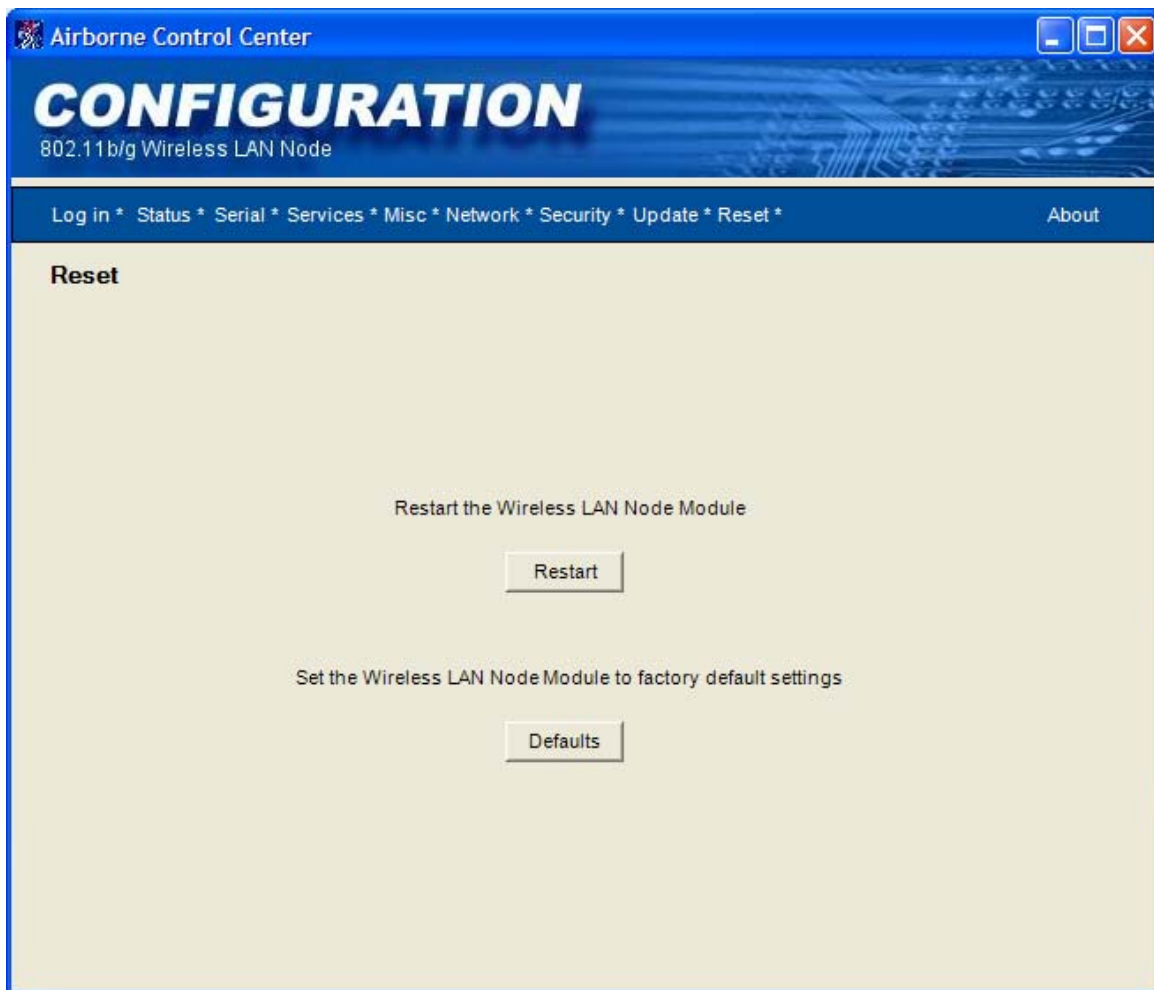 Airborne Control Center
CONFIGURATION
802.11b/g Wireless LAN Node
Log in * Status * Serial * Services * Misc * Network * Security * Update * Reset * About
Reset
Restart the Wireless LAN Node Module
Restart
Set the Wireless LAN Node Module to factory default settings
Defaults